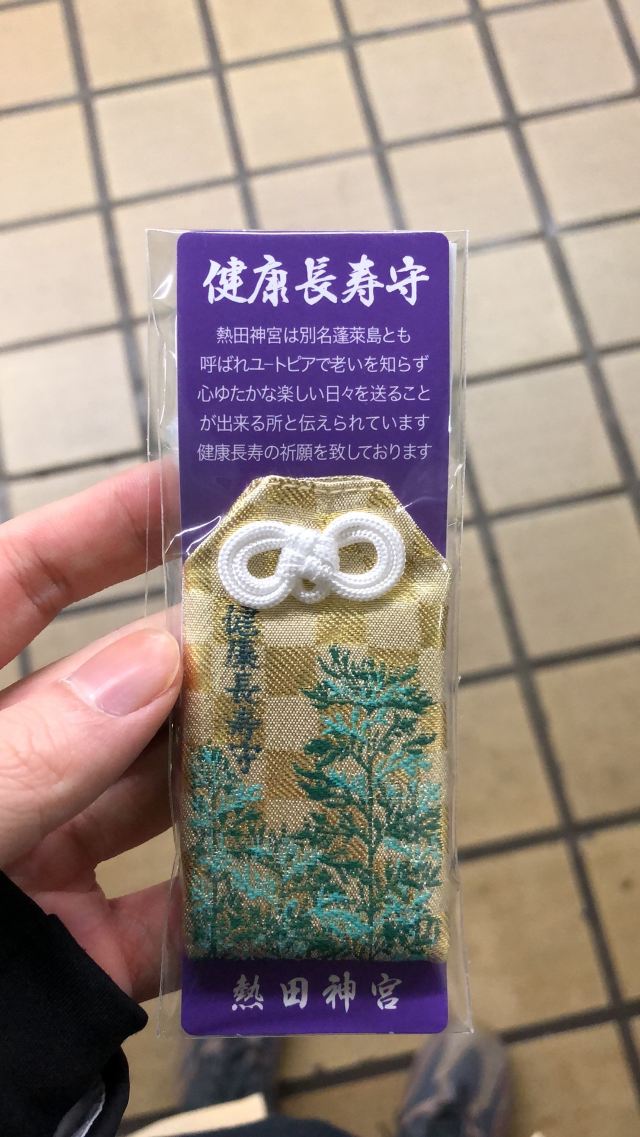 健康長寿守
熱田神宮は別名蓬萊島とも
呼ばれユートピアで老いを知らず
心ゆたかな楽しい日々を送ること
が出来る所と伝えられています
健康長寿の祈願を致しております
健康長寿守
熱田神宮